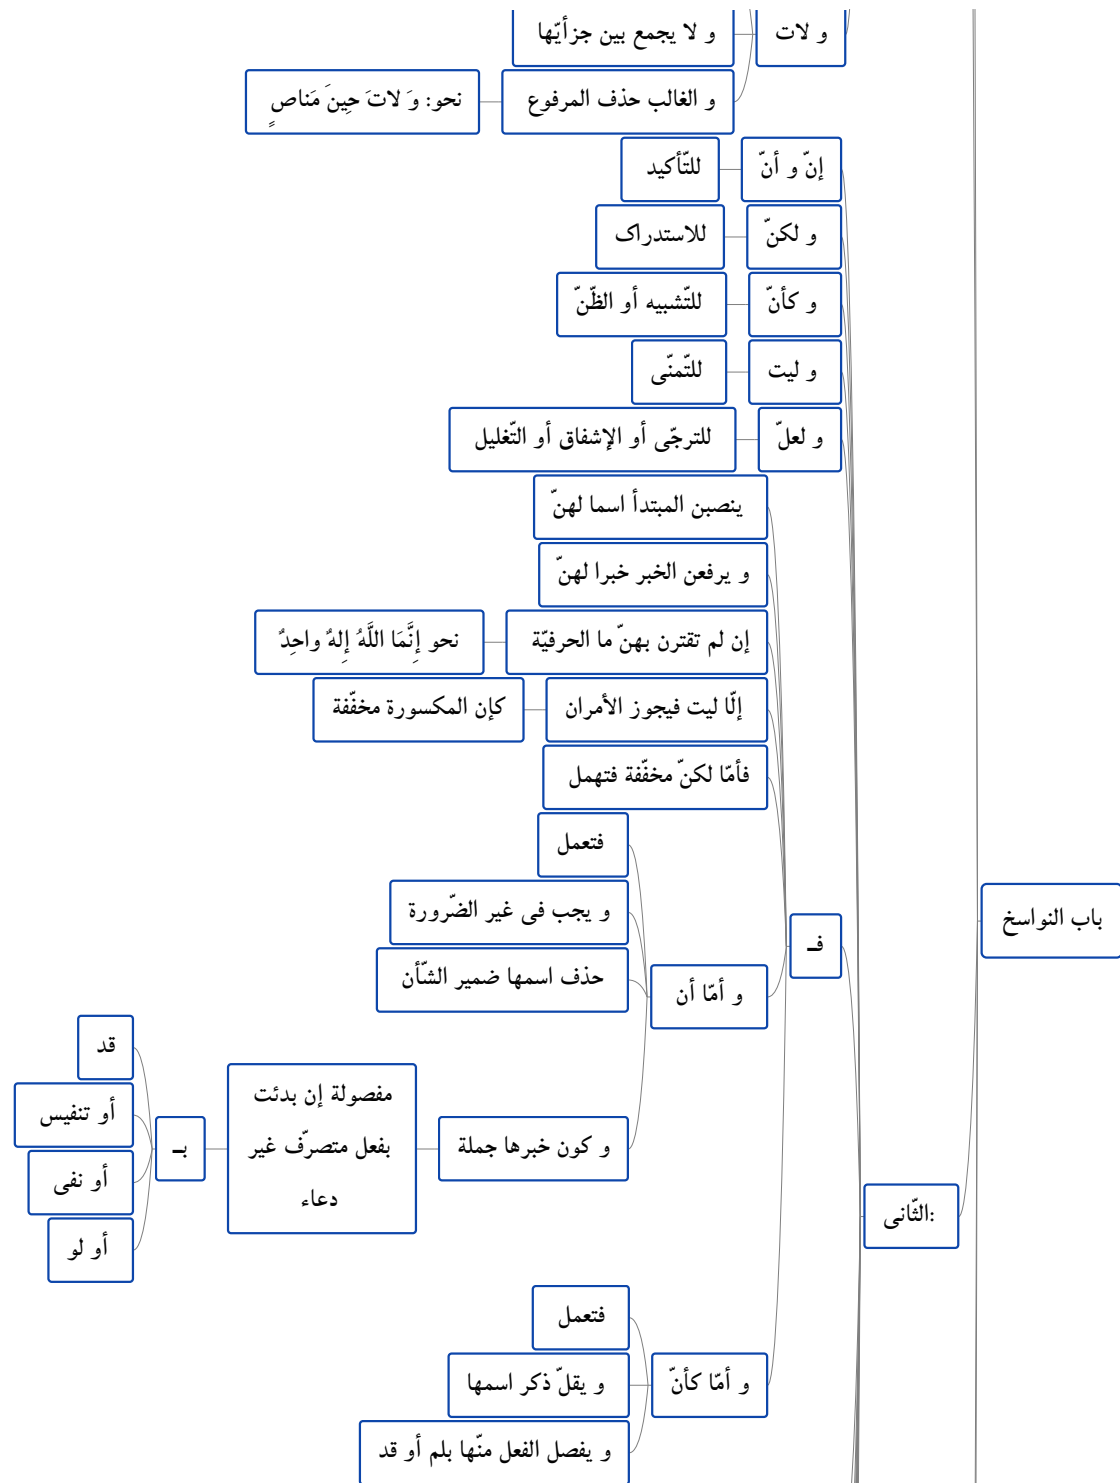 و لات
و لا يجمع بين جزأيّها
و الغالب حذف المرفوع
نحو: وَ لاتَ حِينَ مَناصٍ
إنّ و أنّ
للتّأكيد
و لكنّ
للاستدراک
و كأنّ
للتّشبيه أو الظّنّ
و ليت
للتّمنّى
و لعلّ
للترجّى أو الإشفاق أو التّغليل
ينصبن المبتدأ اسما لهنّ
و يرفعن الخبر خبرا لهنّ
إن لم تقترن بهنّ ما الحرفيّة
نحو إِنَّمَا اللَّهُ إِلهٌ واحِدٌ
إلّا ليت فيجوز الأمران
كإن المكسورة مخفّفة
فأمّا لكنّ مخفّفة فتهمل
فتعمل
و يجب فى غير الضّرورة
باب النواسخ
فـ
حذف اسمها ضمير الشّأن
و أمّا أن
قد
مفصولة إن بدئت
بفعل متصرّف غير
دعاء
أو تنفيس
و كون خبرها جملة
بـ
أو نفى
الثّانى:
أو لو
فتعمل
و أمّا كأنّ
و يقلّ ذكر اسمها
و يفصل الفعل منّها بلم أو قد